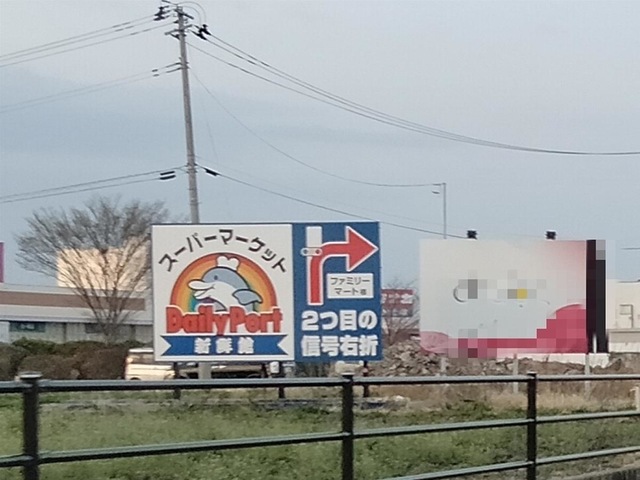 スーパーマーケット
DailyPort
新鮮館
ファミリー
マート様
2つ目の
信号右折